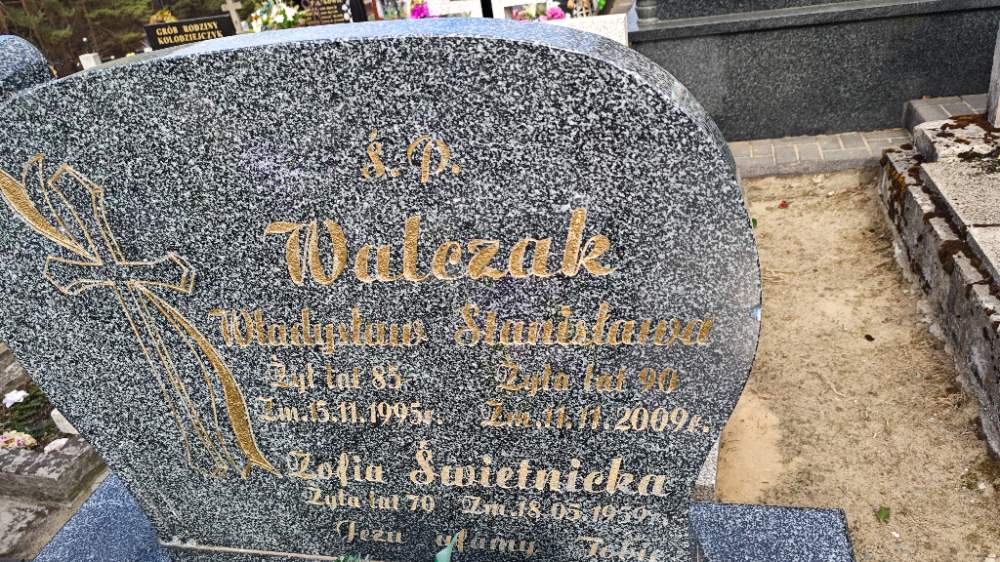 GRÓB RODZINY
KOŁODZIEJCZYK
Ś. P.
Walczak
Władysław Stanisława
Żył lat 85 Żyła lat 90
Zm. 15.11.1995r. Zm. 11.11.2009r.
Zofia Świetnicka
Żyła lat 70 Zm. 18.05.1959r.
Jezu ufamy Tobie